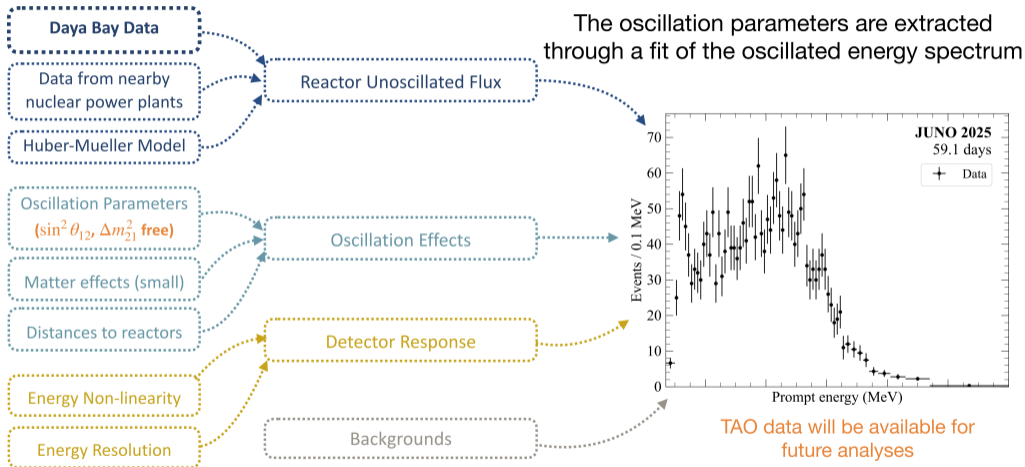 The oscillation parameters are extracted
through a fit of the oscillated energy spectrum
Daya Bay Data
Data from nearby
nuclear power plants
Huber-Mueller Model
Reactor Unoscillated Flux
Oscillation Parameters
(sin² θ₁₂, Δm²₂₁ free)
Matter effects (small)
Distances to reactors
Oscillation Effects
Energy Non-linearity
Energy Resolution
Detector Response
Backgrounds
JUNO 2025
59.1 days
Data
Events / 0.1 MeV
70
60
50
40
30
20
10
0
Prompt energy (MeV)
TAO data will be available for
future analyses